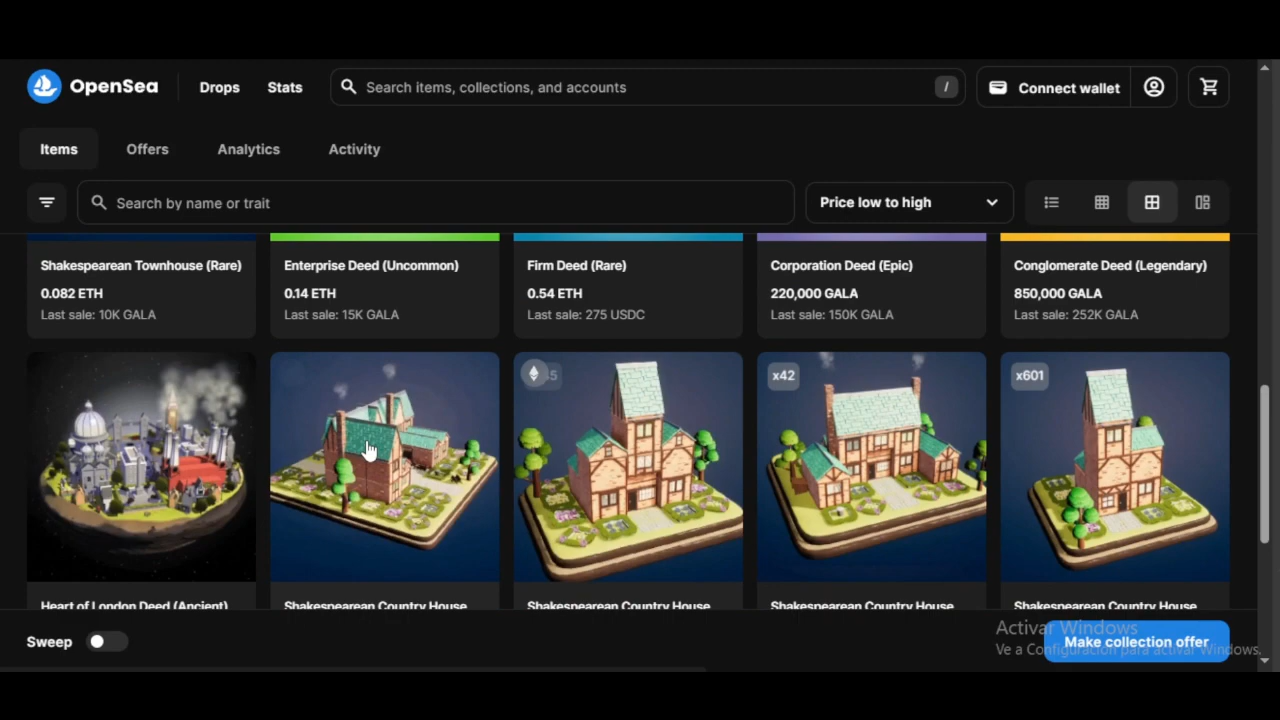 OpenSea
Drops
Stats
Search items, collections, and accounts
/
Connect wallet
Items
Offers
Analytics
Activity
Search by name or trait
Price low to high
Shakespearean Townhouse (Rare)
0.082 ETH
Last sale: 10K GALA
Enterprise Deed (Uncommon)
0.14 ETH
Last sale: 15K GALA
Firm Deed (Rare)
0.54 ETH
Last sale: 275 USDC
Corporation Deed (Epic)
220,000 GALA
Last sale: 150K GALA
Conglomerate Deed (Legendary)
850,000 GALA
Last sale: 252K GALA
x42
x601
Heart of London Deed (Ancient)
Shakespearean Country House
Shakespearean Country House
Shakespearean Country House
Shakespearean Country House
Sweep
Make collection offer
Activar Windows
Ve a Configuración para activar Windows.